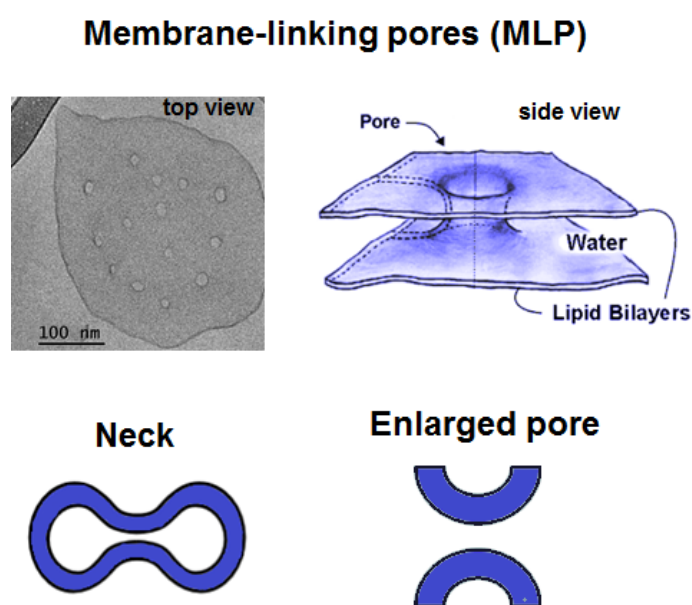 Membrane-linking pores (MLP)
top view
side view
Pore
Water
100 nm
Lipid Bilayers
Neck
Enlarged pore